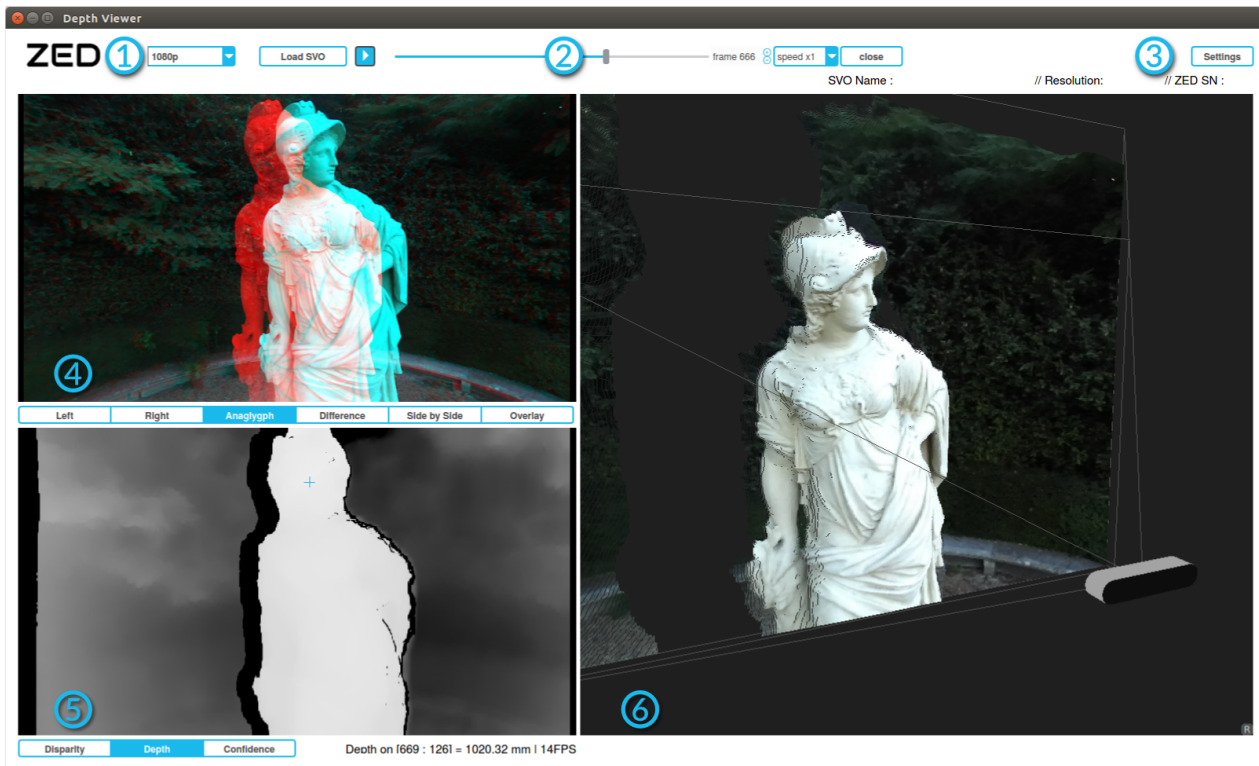 Depth Viewer
ZED 1 1080p Load SVO 2 frame 666 speed x1 close 3 Settings
SVO Name : // Resolution: // ZED SN :
4
Left Right Anaglygph Difference Side by Side Overlay
5 6
R
Disparity Depth Confidence Depth on [669 : 126] = 1020.32 mm | 14FPS